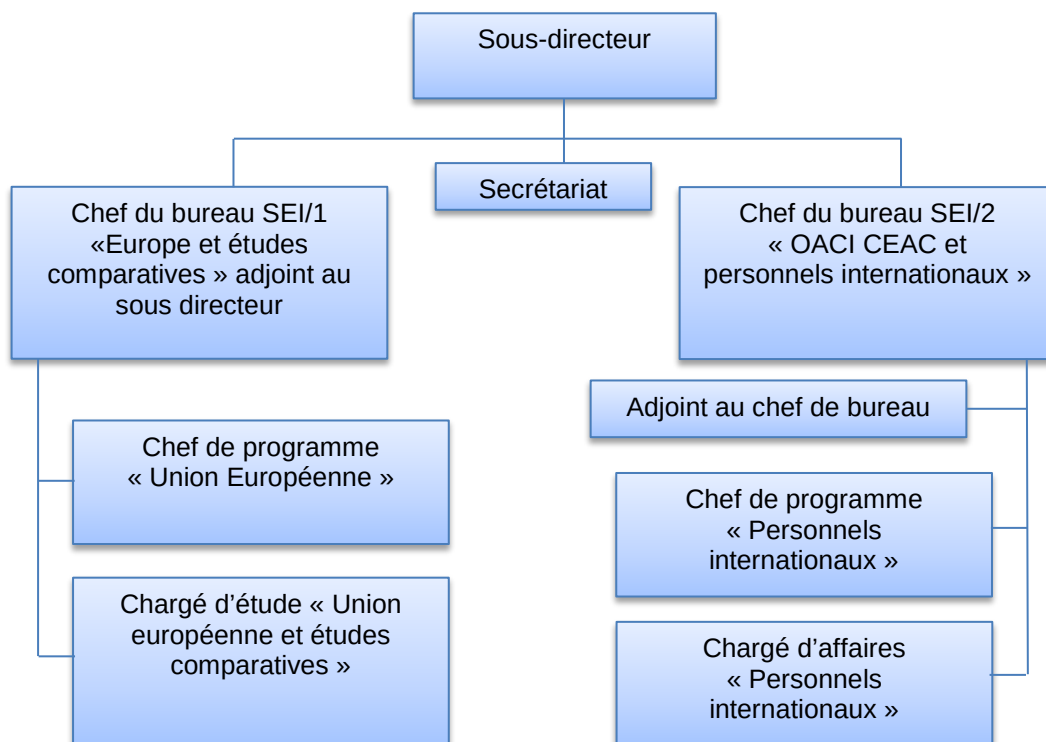 Sous-directeur
Secrétariat
Chef du bureau SEI/1
«Europe et études
comparatives » adjoint au
sous directeur
Chef du bureau SEI/2
« OACI CEAC et
personnels internationaux »
Chef de programme
« Union Européenne »
Chargé d’étude « Union
européenne et études
comparatives »
Adjoint au chef de bureau
Chef de programme
« Personnels
internationaux »
Chargé d’affaires
« Personnels
internationaux »